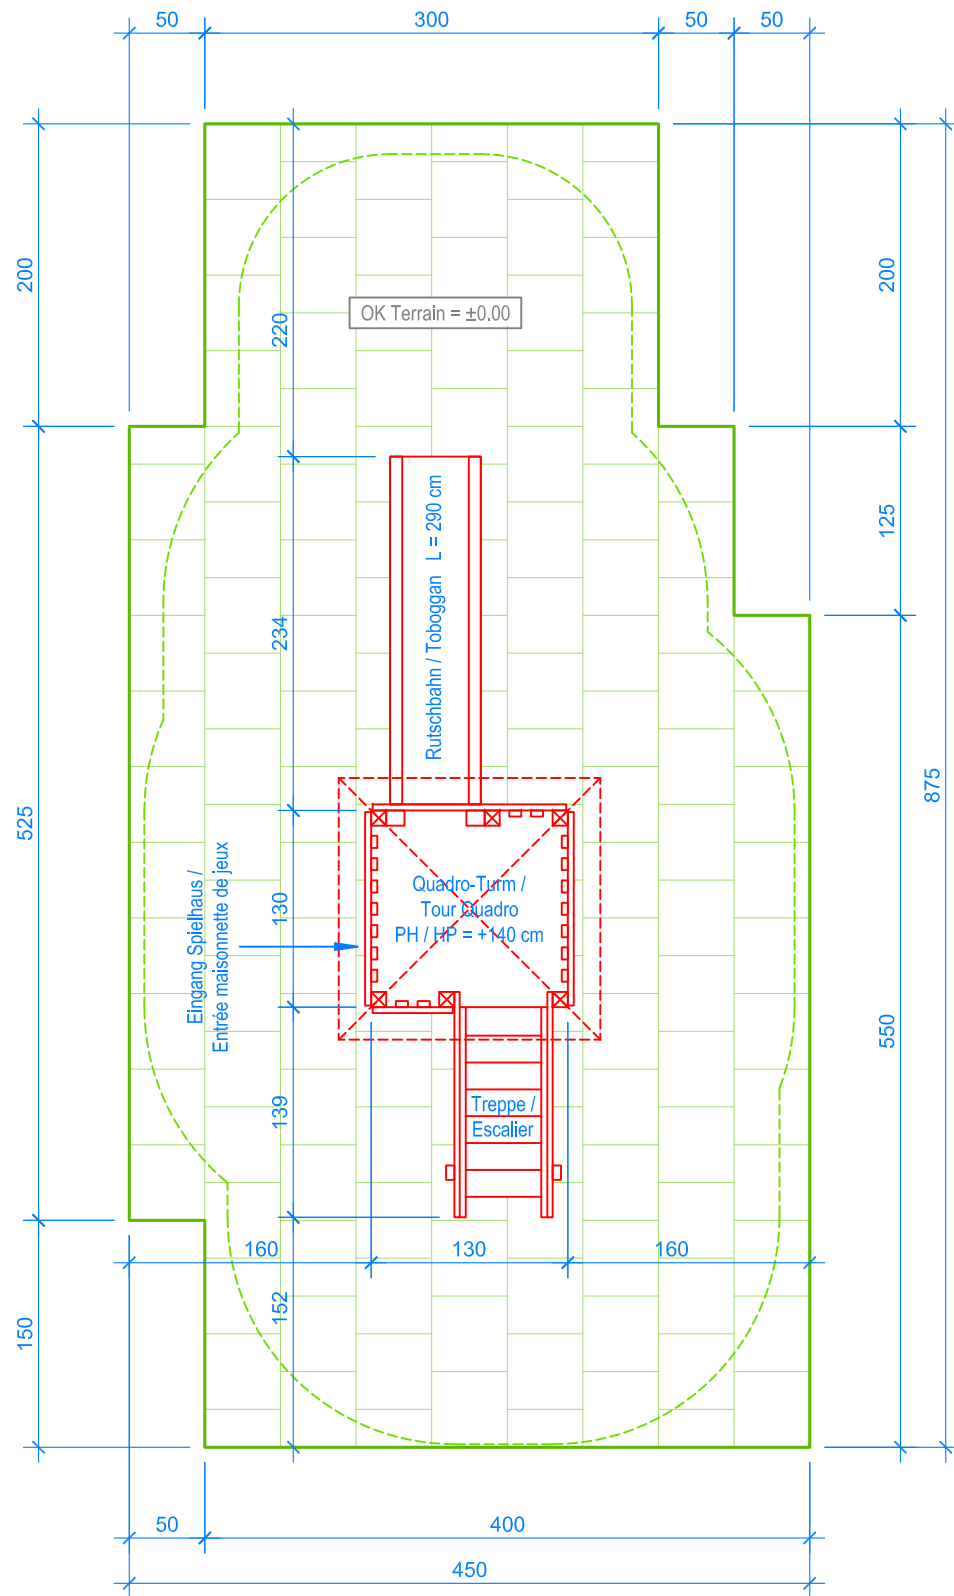 50
300
50
50
200
220
OK Terrain = ±0.00
200
125
Rutschbahn / Toboggan L = 290 cm
234
875
525
Eingang Spielhaus /
Entrée maisonnette de jeux
130
Quadro-Turm /
Tour Quadro
PH / HP = +140 cm
550
139
Treppe /
Escalier
160
130
160
152
150
50
400
450